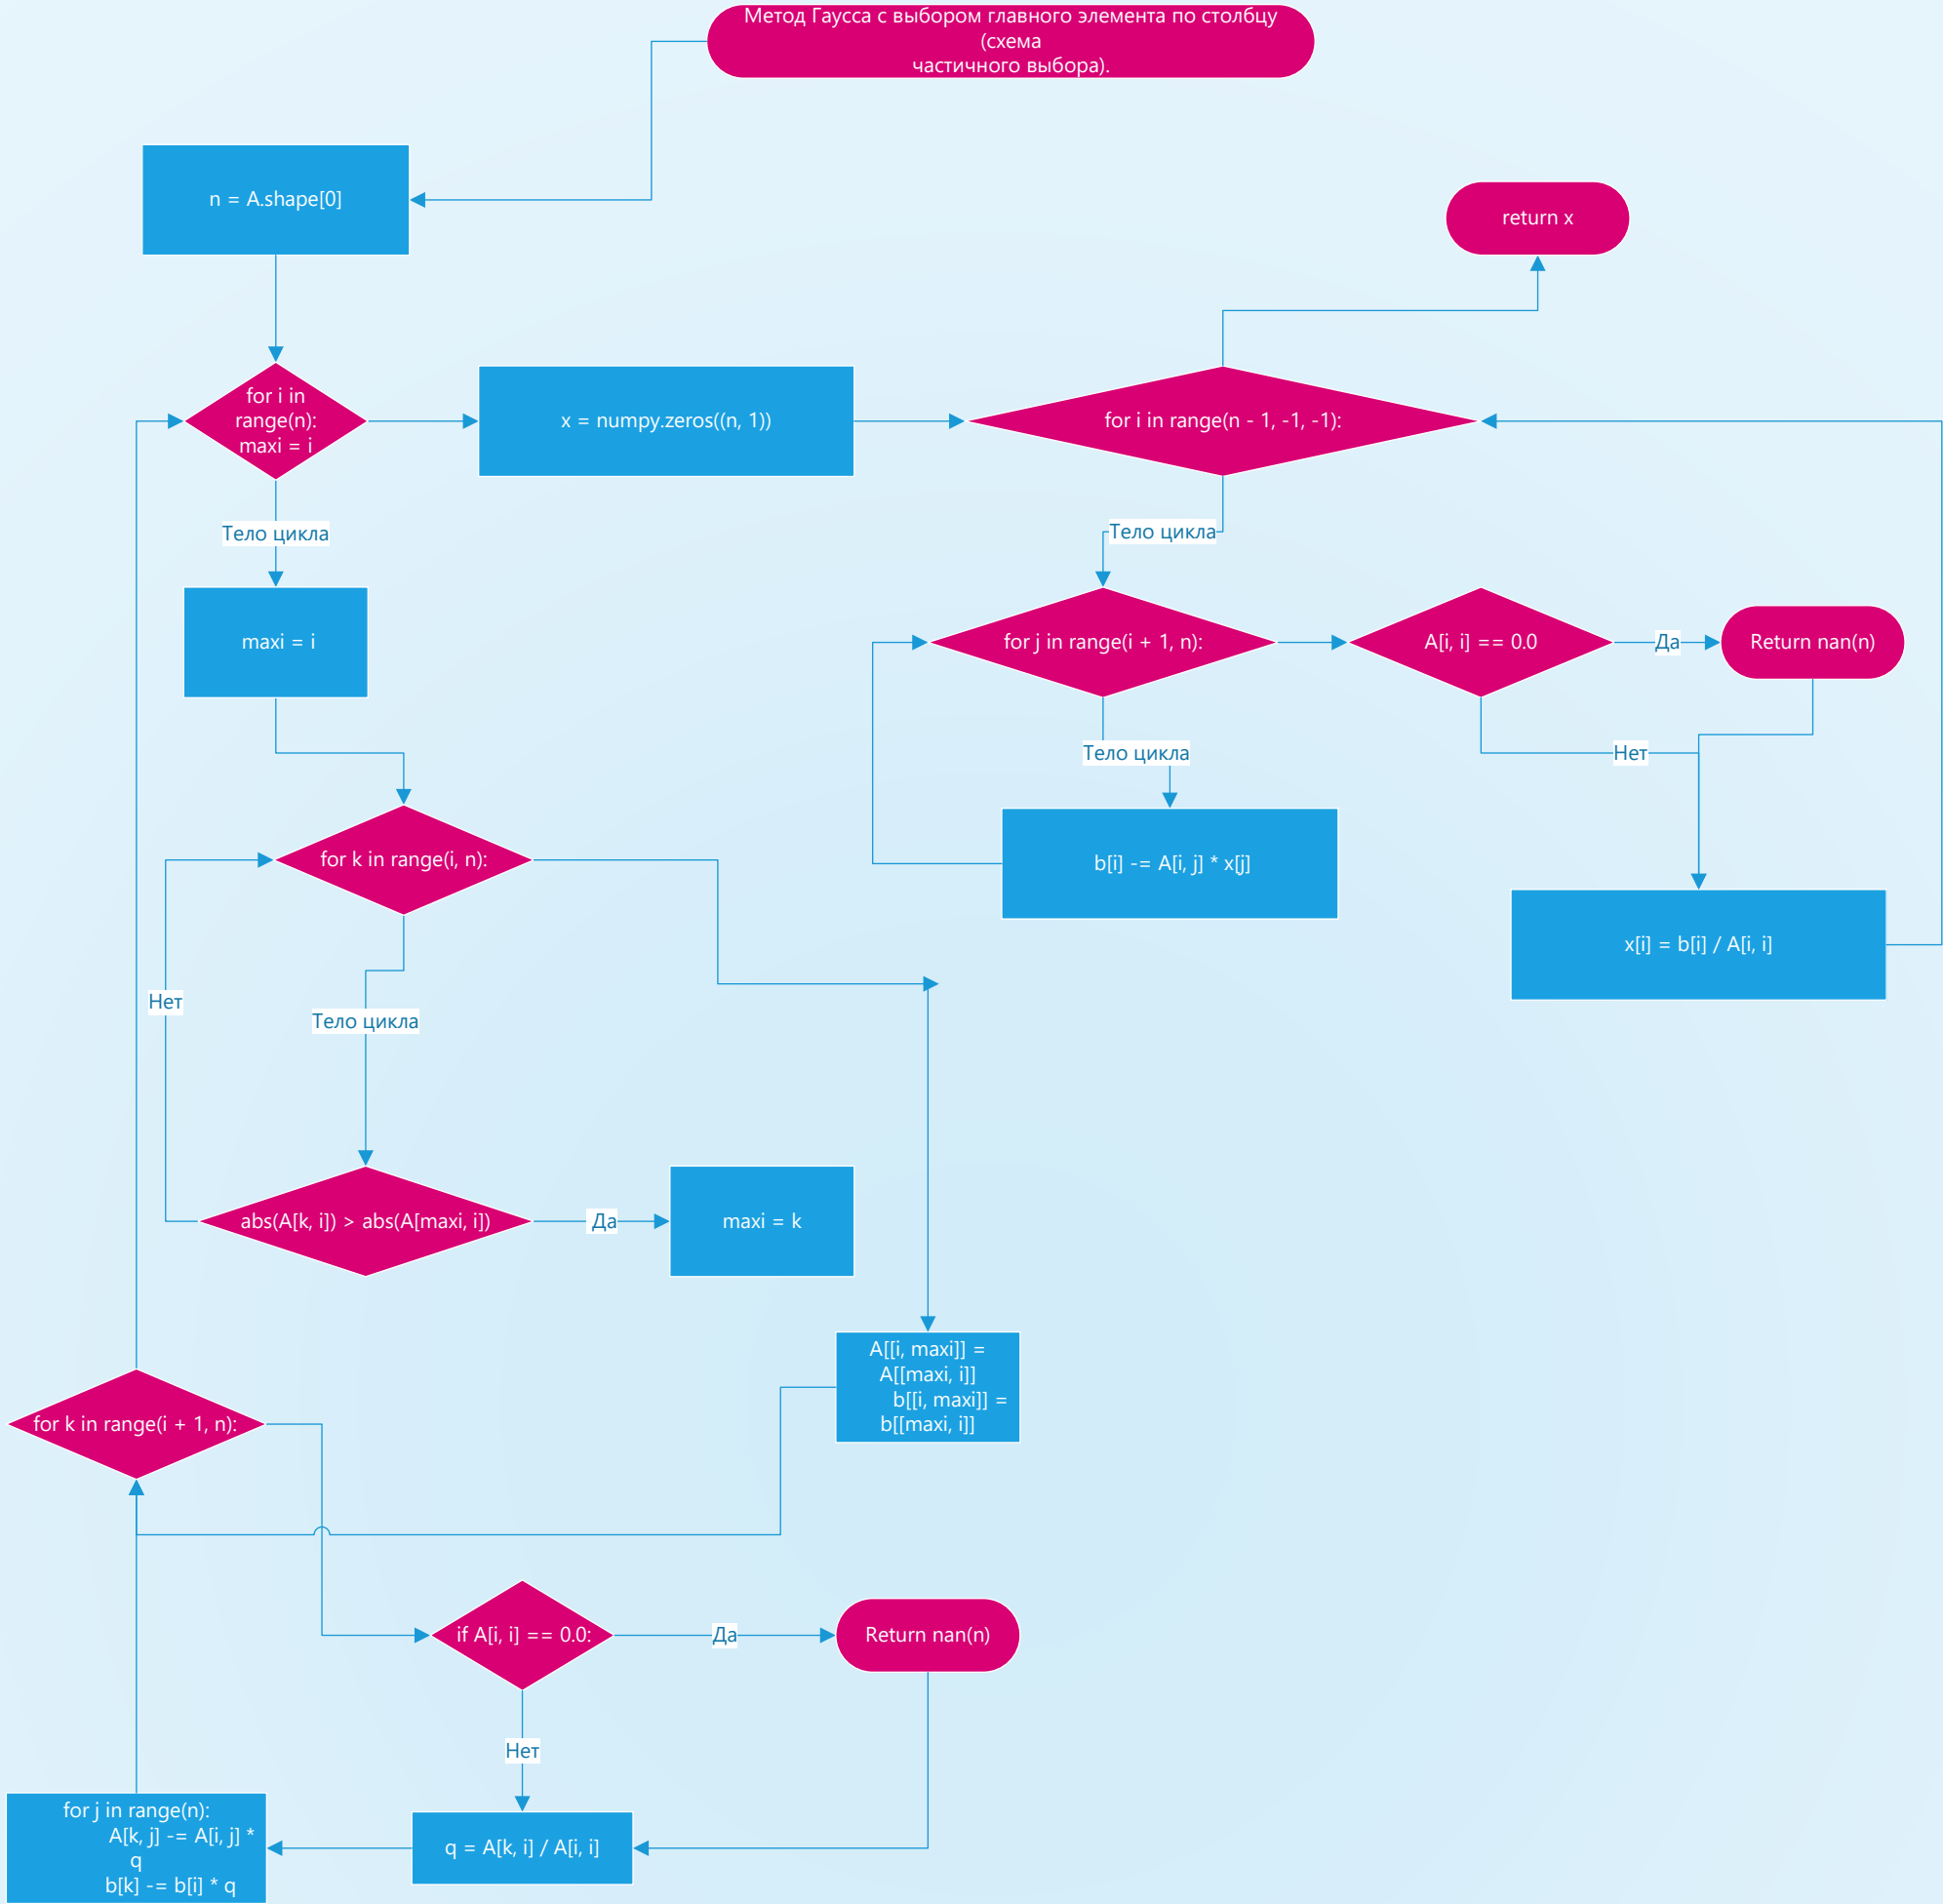 Метод Гаусса с выбором главного элемента по столбцу
(схема
частичного выбора).
n = A.shape[0]
return x
for i in
range(n):
maxi = i
x = numpy.zeros((n, 1))
for i in range(n - 1, -1, -1):
Тело цикла
Тело цикла
maxi = i
for j in range(i + 1, n):
A[i, i] == 0.0
Да
Return nan(n)
Тело цикла
Нет
for k in range(i, n):
b[i] -= A[i, j] * x[j]
x[i] = b[i] / A[i, i]
Нет
Тело цикла
abs(A[k, i]) > abs(A[maxi, i])
Да
maxi = k
A[[i, maxi]] =
A[[maxi, i]]
b[[i, maxi]] =
b[[maxi, i]]
for k in range(i + 1, n):
if A[i, i] == 0.0:
Да
Return nan(n)
Нет
for j in range(n):
A[k, j] -= A[i, j] *
q
b[k] -= b[i] * q
q = A[k, i] / A[i, i]